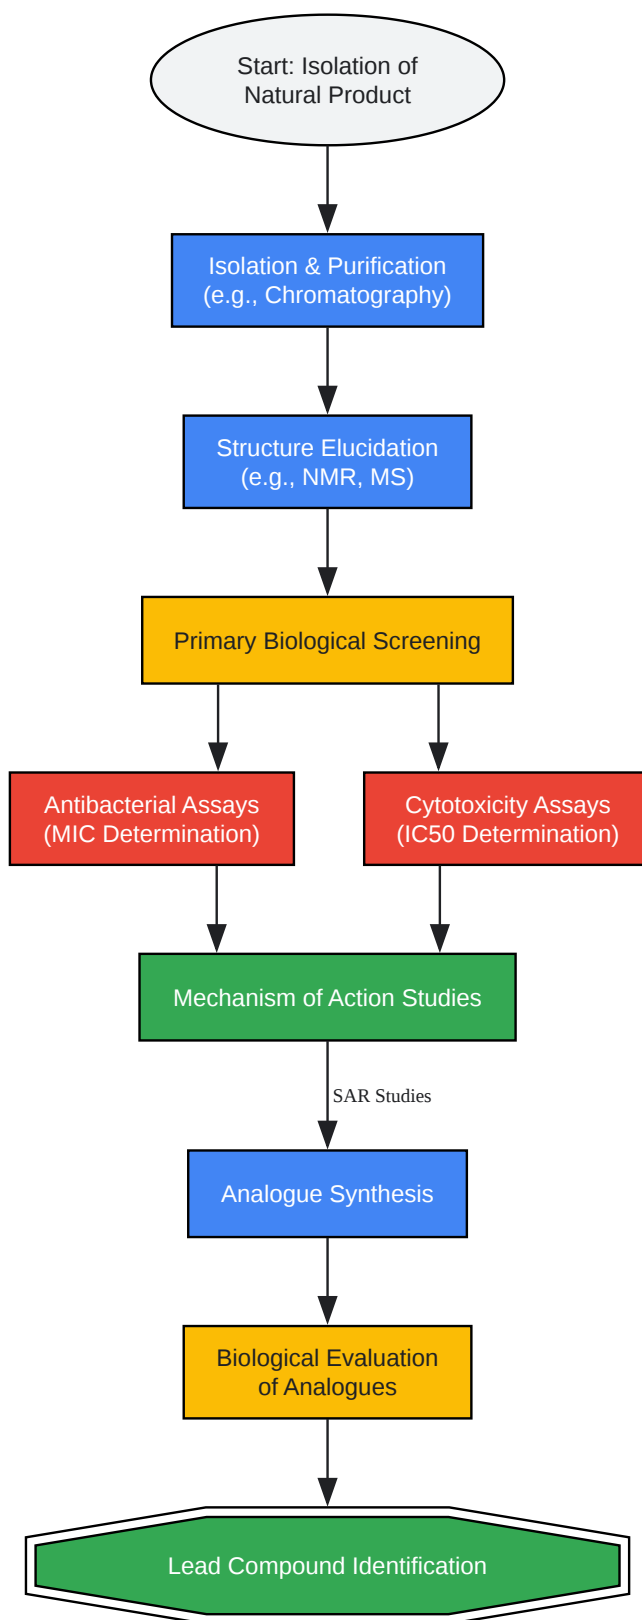 Start: Isolation of
Natural Product
Isolation & Purification
(e.g., Chromatography)
Structure Elucidation
(e.g., NMR, MS)
Primary Biological Screening
Antibacterial Assays
(MIC Determination)
Cytotoxicity Assays
(IC50 Determination)
Mechanism of Action Studies
SAR Studies
Analogue Synthesis
Biological Evaluation
of Analogues
Lead Compound Identification